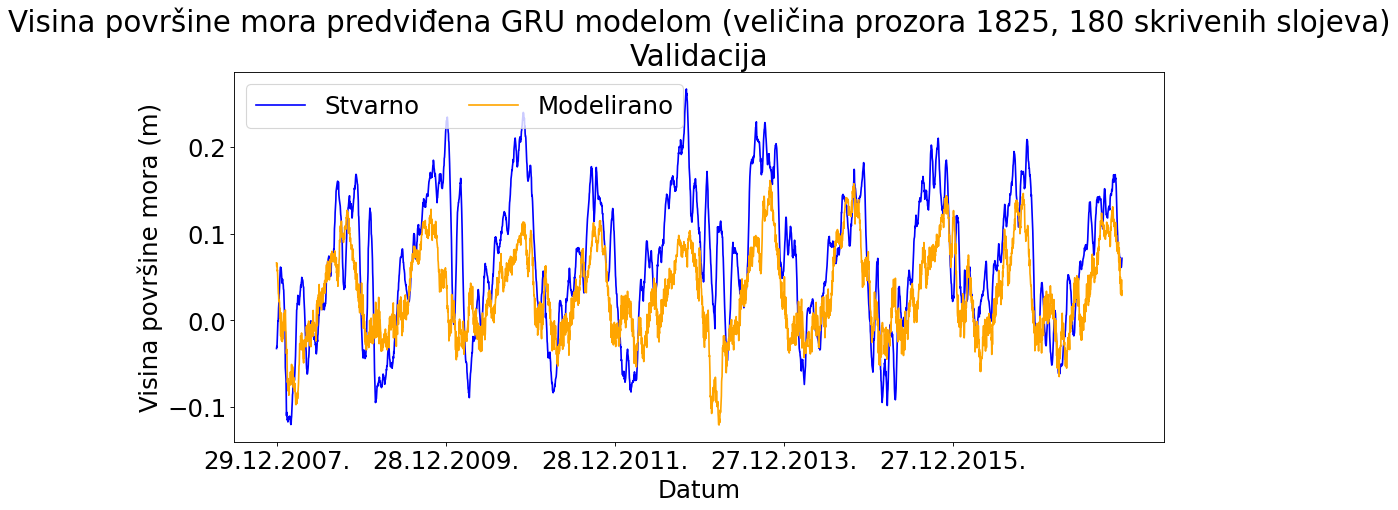 Visina površine mora predviđena GRU modelom (veličina prozora 1825, 180 skrivenih slojeva)
Validacija
Stvarno
Modelirano
Visina površine mora (m)
0.2
0.1
0.0
−0.1
29.12.2007.
28.12.2009.
28.12.2011.
27.12.2013.
27.12.2015.
Datum